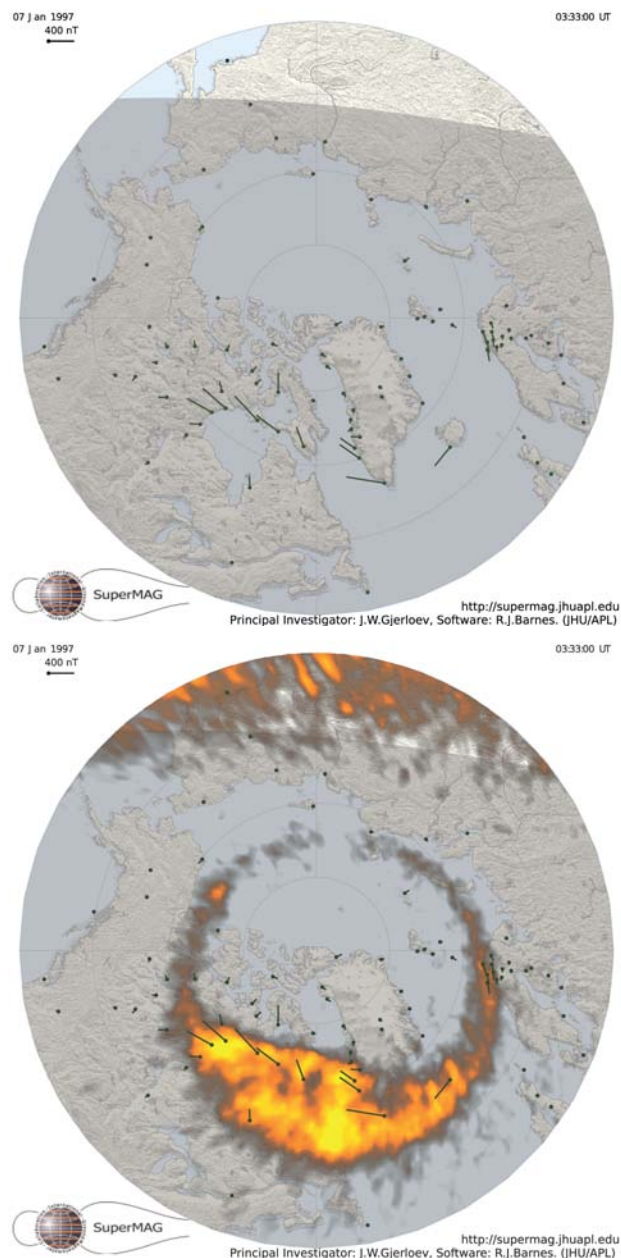 07 Jan 1997
03:33:00 UT
400 nT
SuperMAG
http://supermag.jhuapl.edu
Principal Investigator: J.W.Gjerloev, Software: R.J.Barnes. (JHU/APL)
07 Jan 1997
03:33:00 UT
400 nT
SuperMAG
http://supermag.jhuapl.edu
Principal Investigator: J.W.Gjerloev, Software: R.J.Barnes. (JHU/APL)